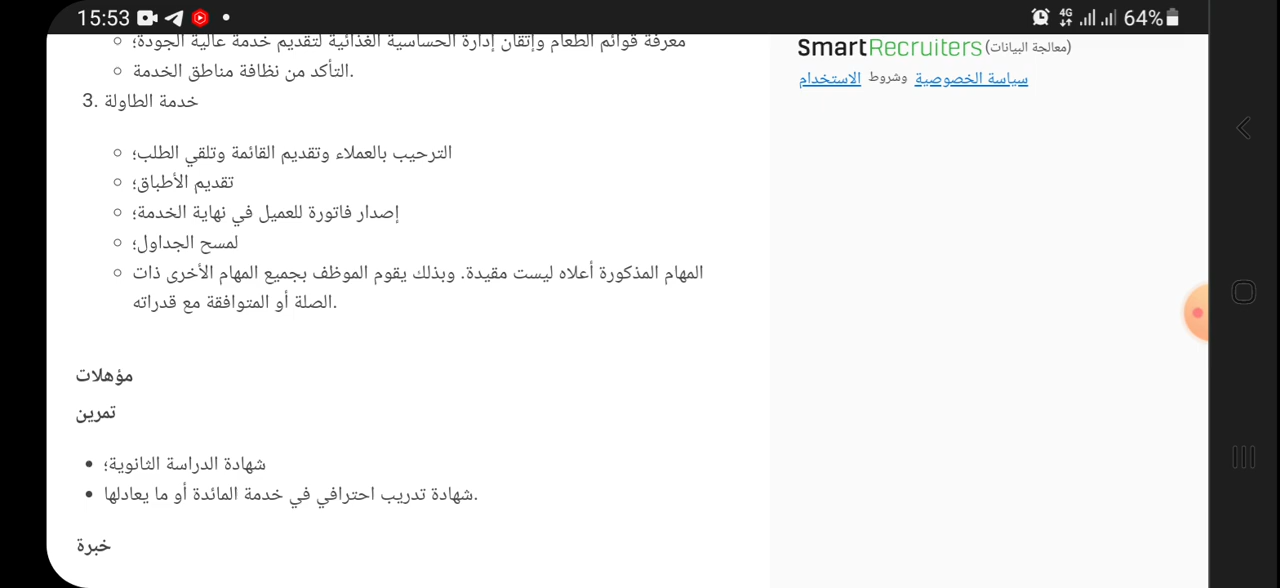 15:53
4G 64%
معرفة قوائم الطعام وإتقان إدارة الحساسية الغذائية لتقديم خدمة عالية الجودة؛
التأكد من نظافة مناطق الخدمة.
3. خدمة الطاولة
الترحيب بالعملاء وتقديم القائمة وتلقي الطلب؛
تقديم الأطباق؛
إصدار فاتورة للعميل في نهاية الخدمة؛
لمسح الجداول؛
المهام المذكورة أعلاه ليست مقيدة. وبذلك يقوم الموظف بجميع المهام الأخرى ذات
الصلة أو المتوافقة مع قدراته.
مؤهلات
تمرين
شهادة الدراسة الثانوية؛
شهادة تدريب احترافي في خدمة المائدة أو ما يعادلها.
خبرة
SmartRecruiters (معالجة البيانات)
سياسة الخصوصية وشروط الاستخدام